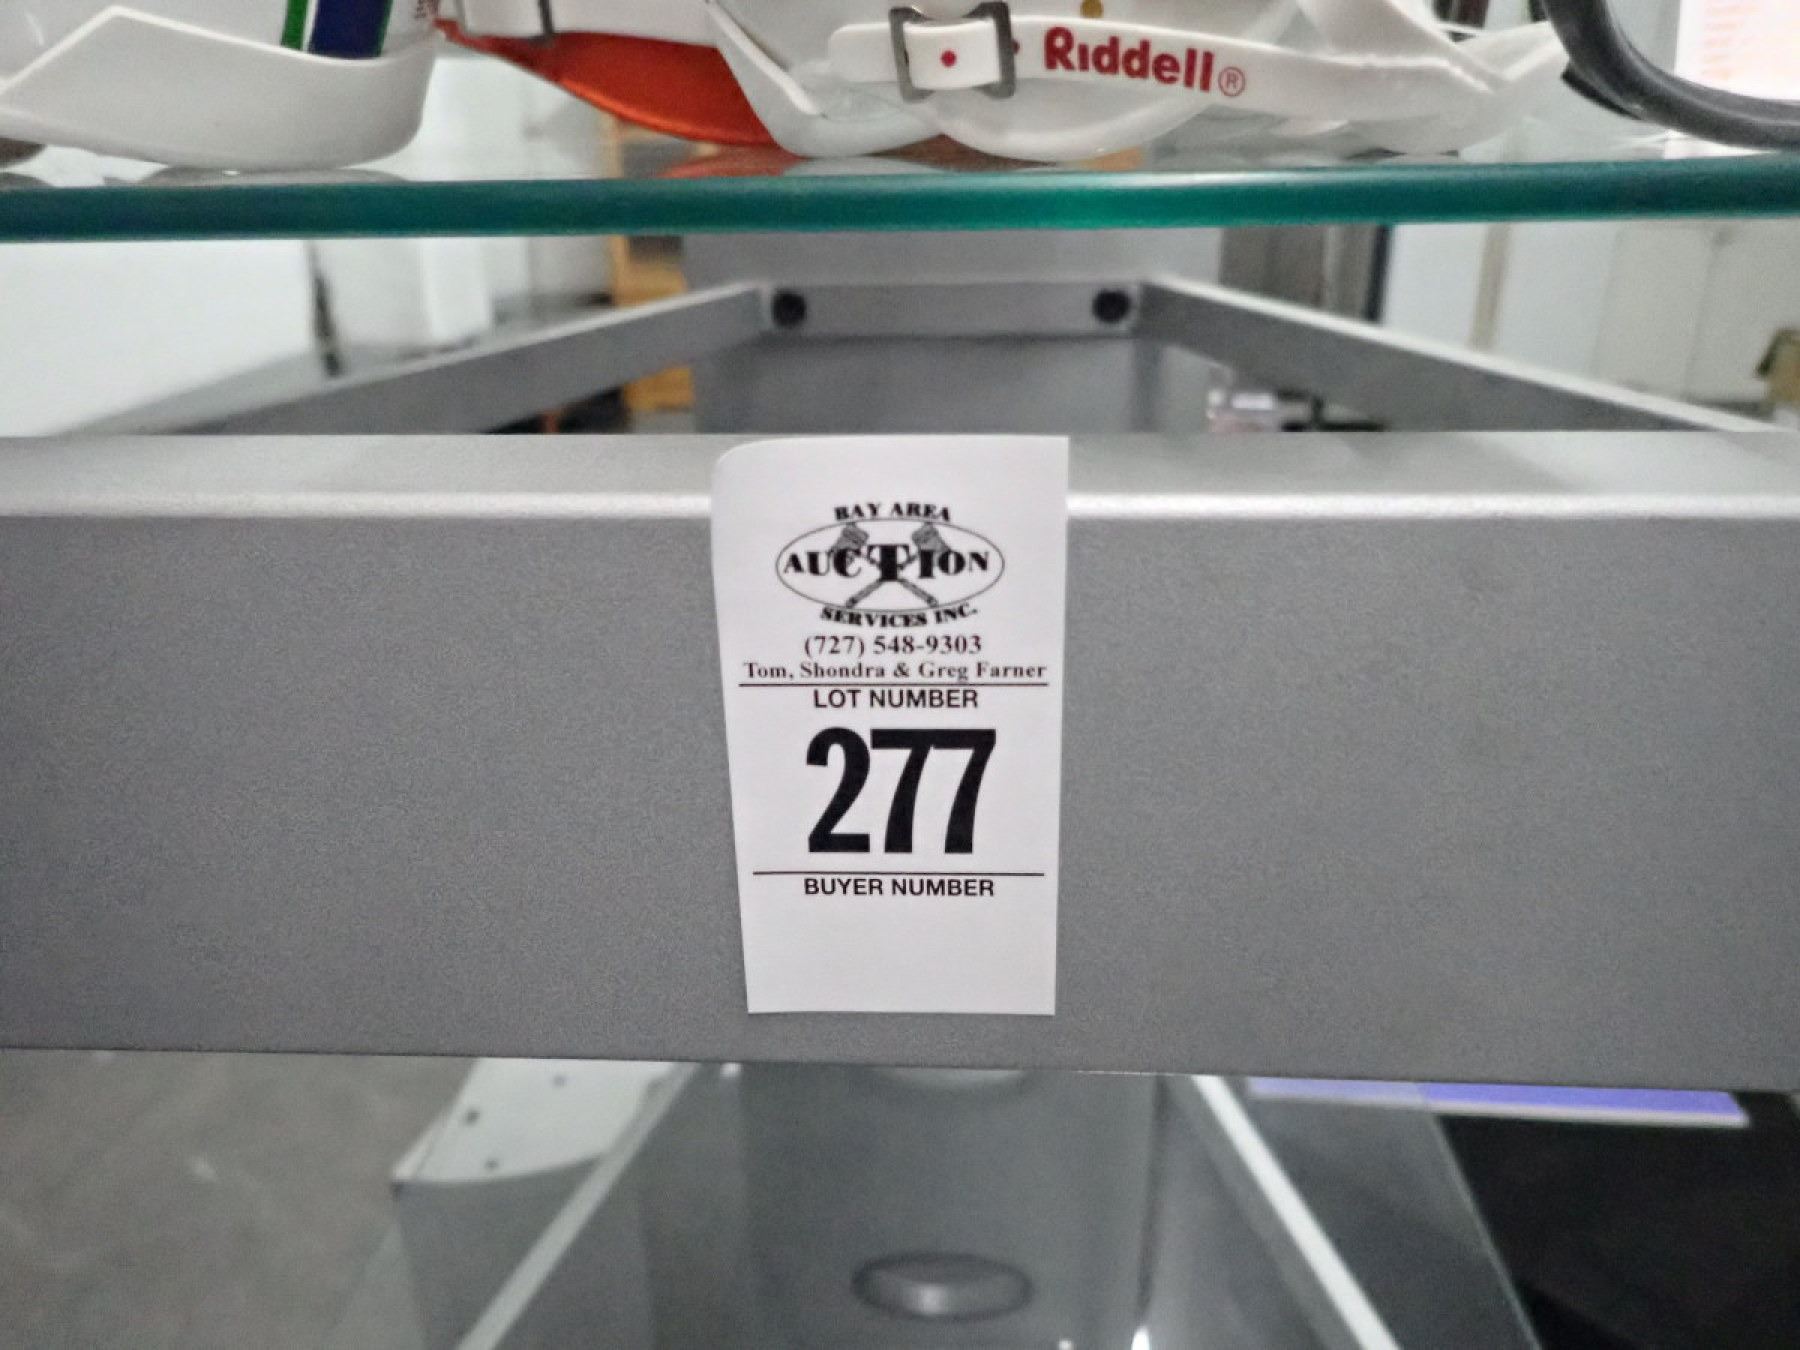 Riddell®
BAY AREA
AUCTION
SERVICES INC.
(727) 548-9303
Tom, Shondra & Greg Farner
LOT NUMBER
277
BUYER NUMBER